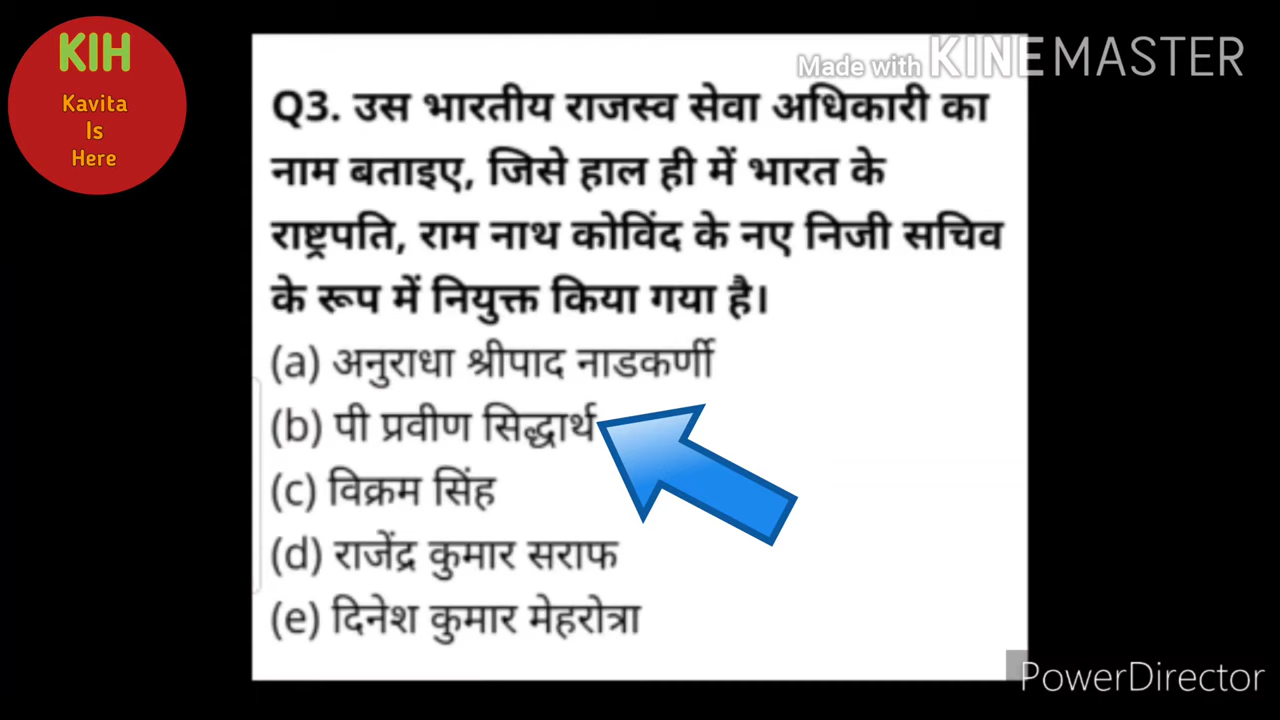 KIH
Kavita
Is
Here
Made with KINEMASTER
Q3. उस भारतीय राजस्व सेवा अधिकारी का
नाम बताइए, जिसे हाल ही में भारत के
राष्ट्रपति, राम नाथ कोविंद के नए निजी सचिव
के रूप में नियुक्त किया गया है।
(a) अनुराधा श्रीपाद नाडकर्णी
(b) पी प्रवीण सिद्धार्थ
(c) विक्रम सिंह
(d) राजेंद्र कुमार सराफ
(e) दिनेश कुमार मेहरोत्रा
PowerDirector